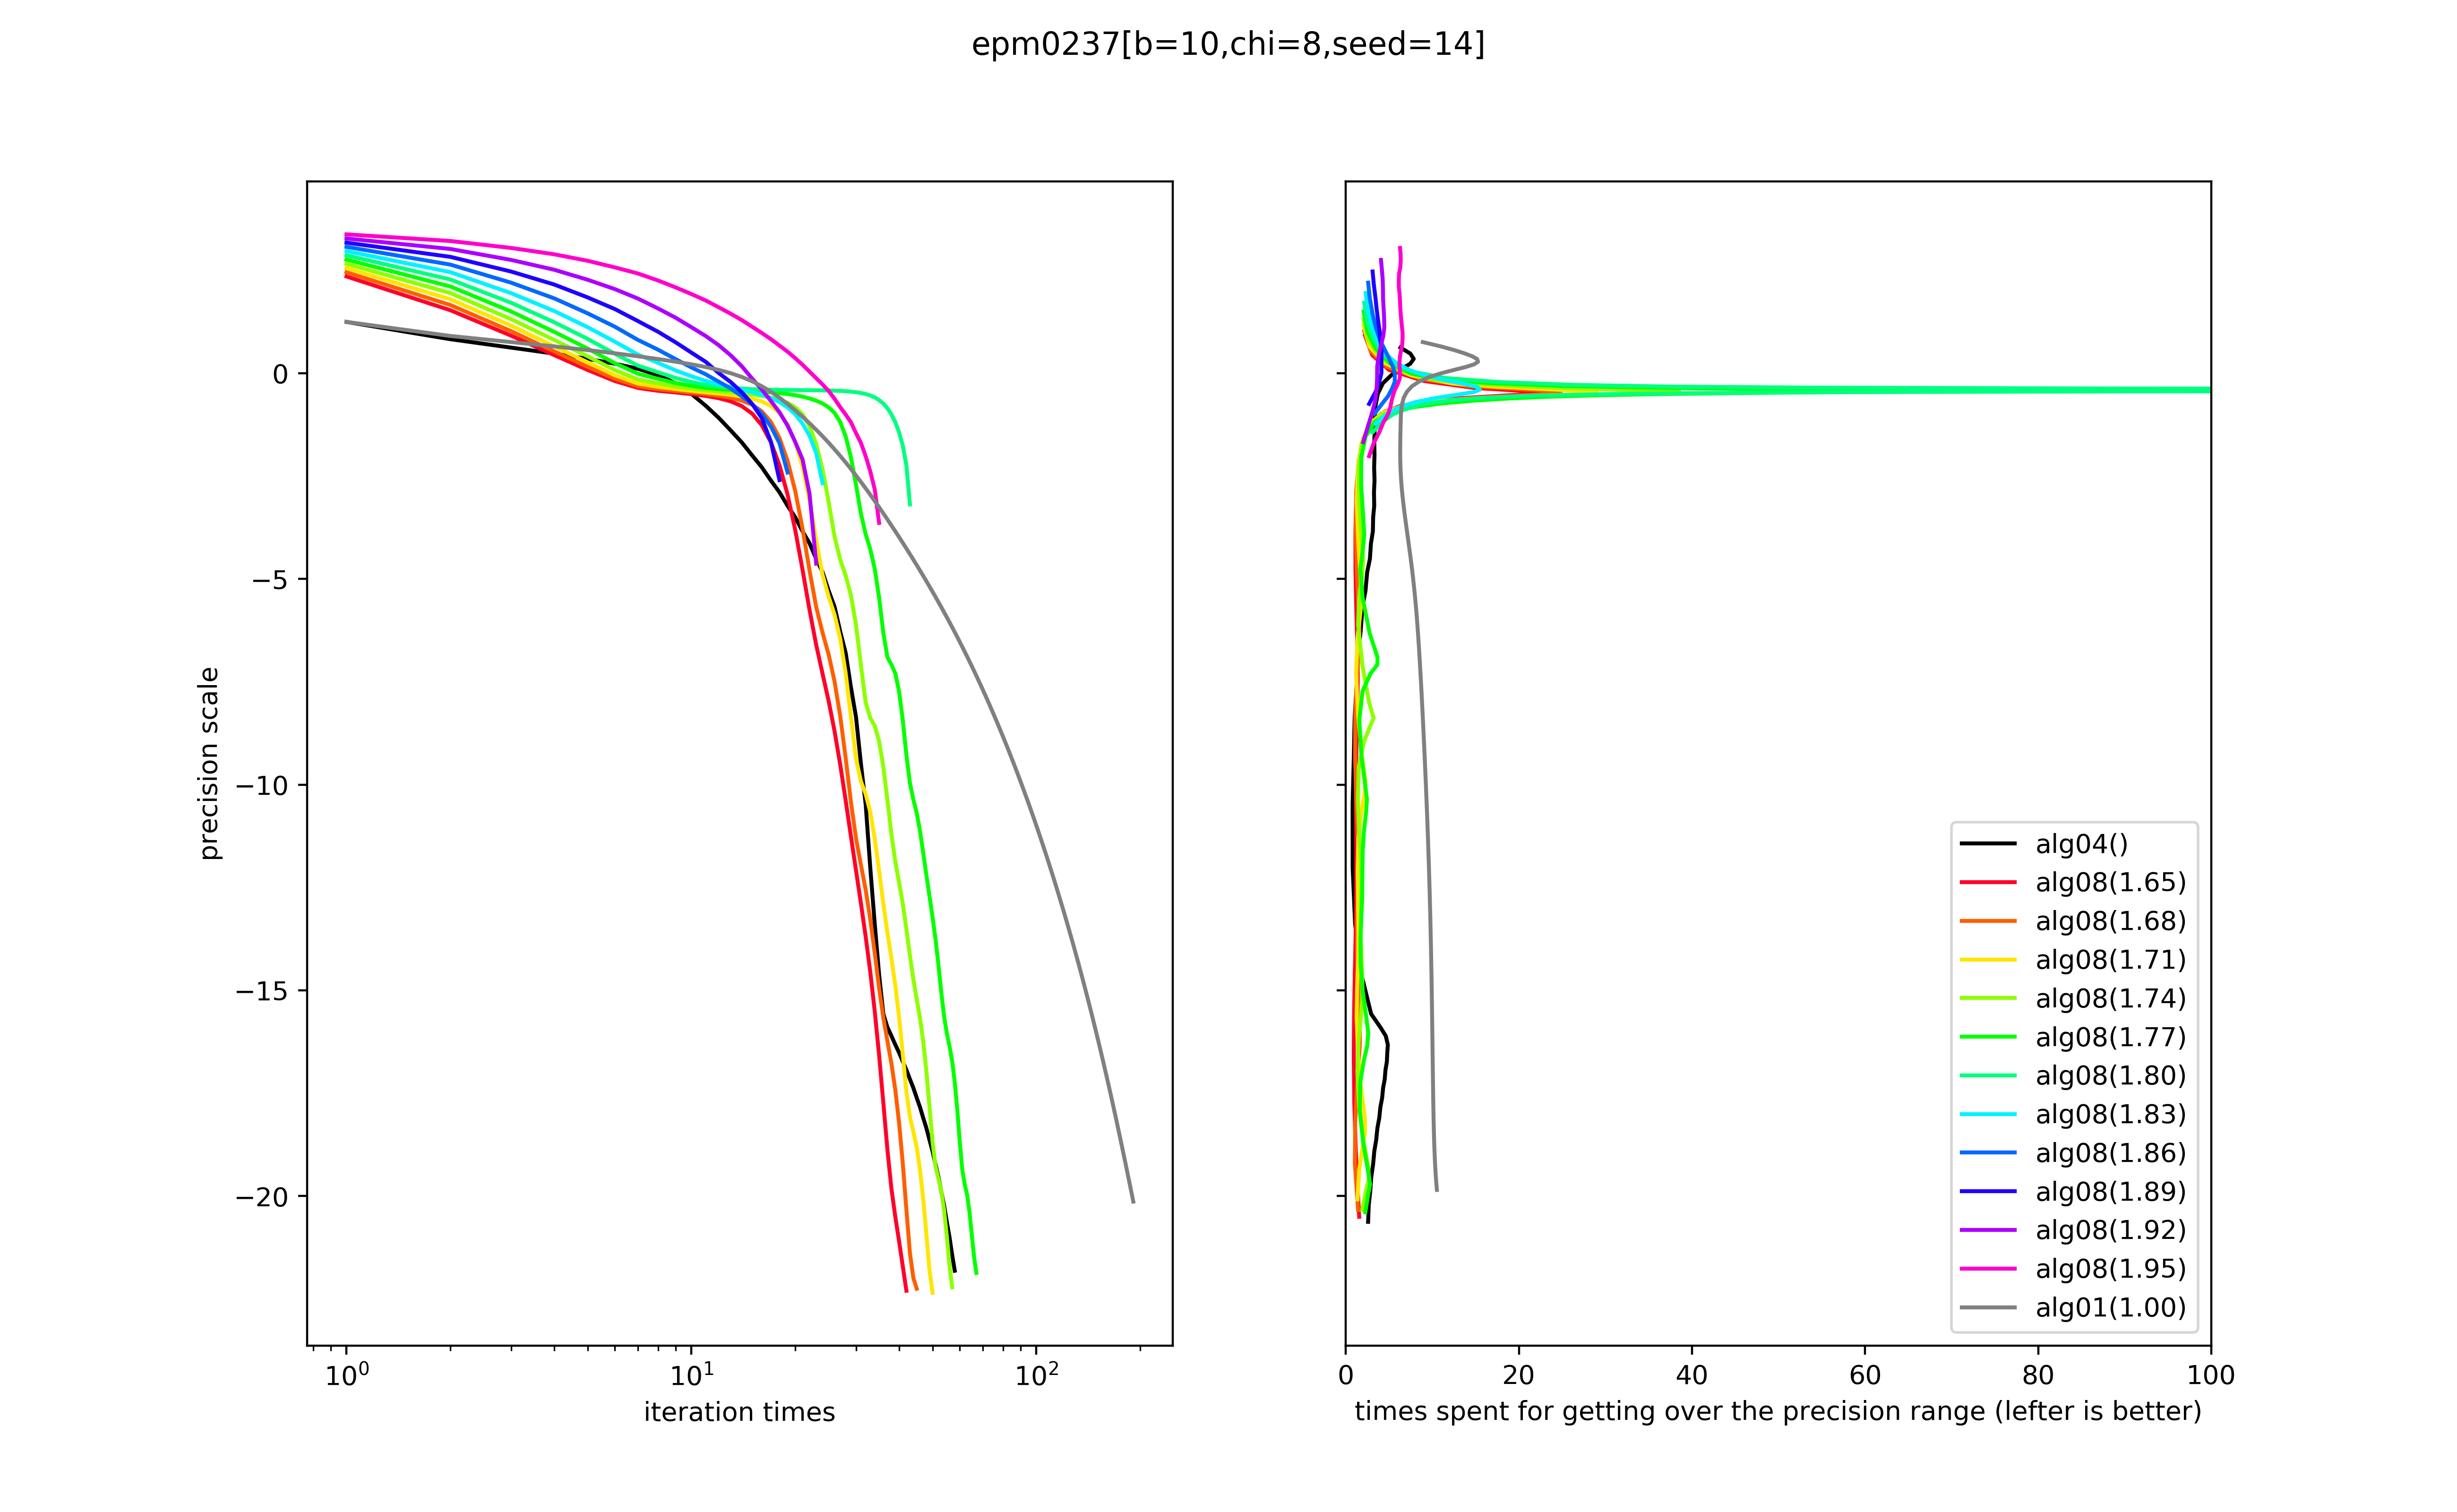 epm0237[b=10,chi=8,seed=14]
precision scale
0
−5
−10
−15
−20
10⁰
10¹
10²
iteration times
0
20
40
60
80
100
times spent for getting over the precision range (lefter is better)
alg04()
alg08(1.65)
alg08(1.68)
alg08(1.71)
alg08(1.74)
alg08(1.77)
alg08(1.80)
alg08(1.83)
alg08(1.86)
alg08(1.89)
alg08(1.92)
alg08(1.95)
alg01(1.00)